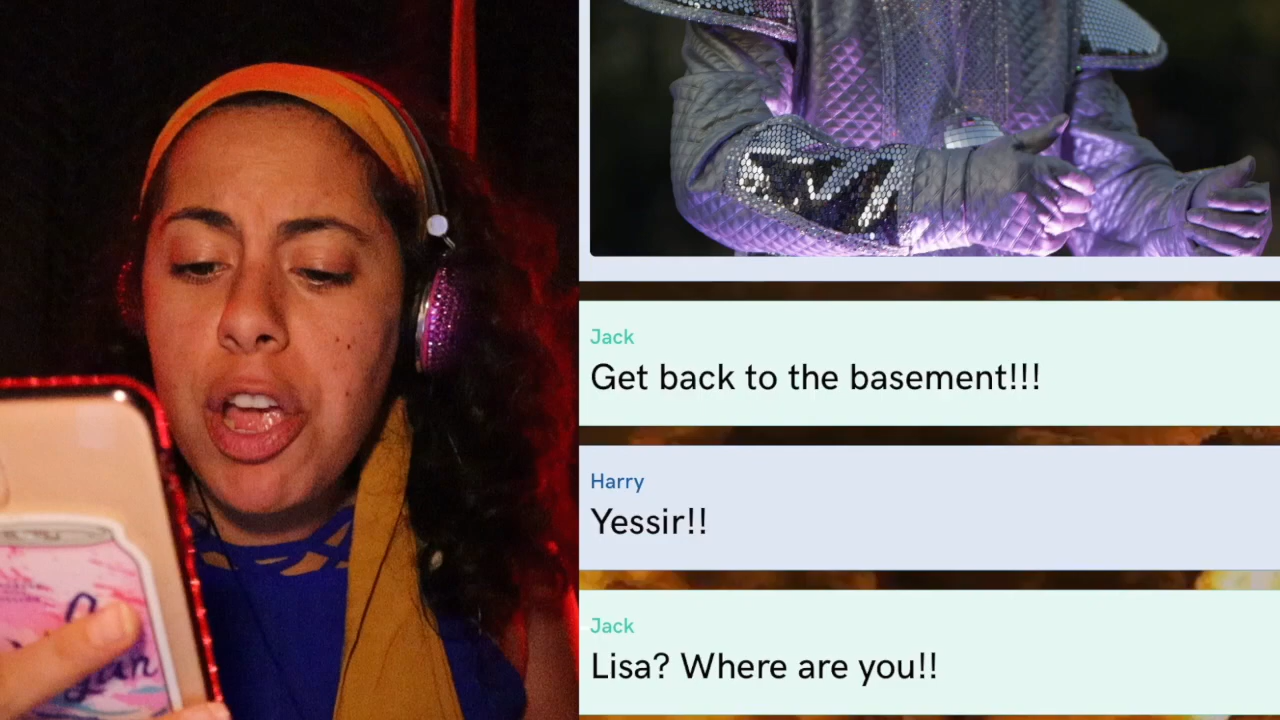 Jack
Get back to the basement!!!
Harry
Yessir!!
Jack
Lisa? Where are you!!